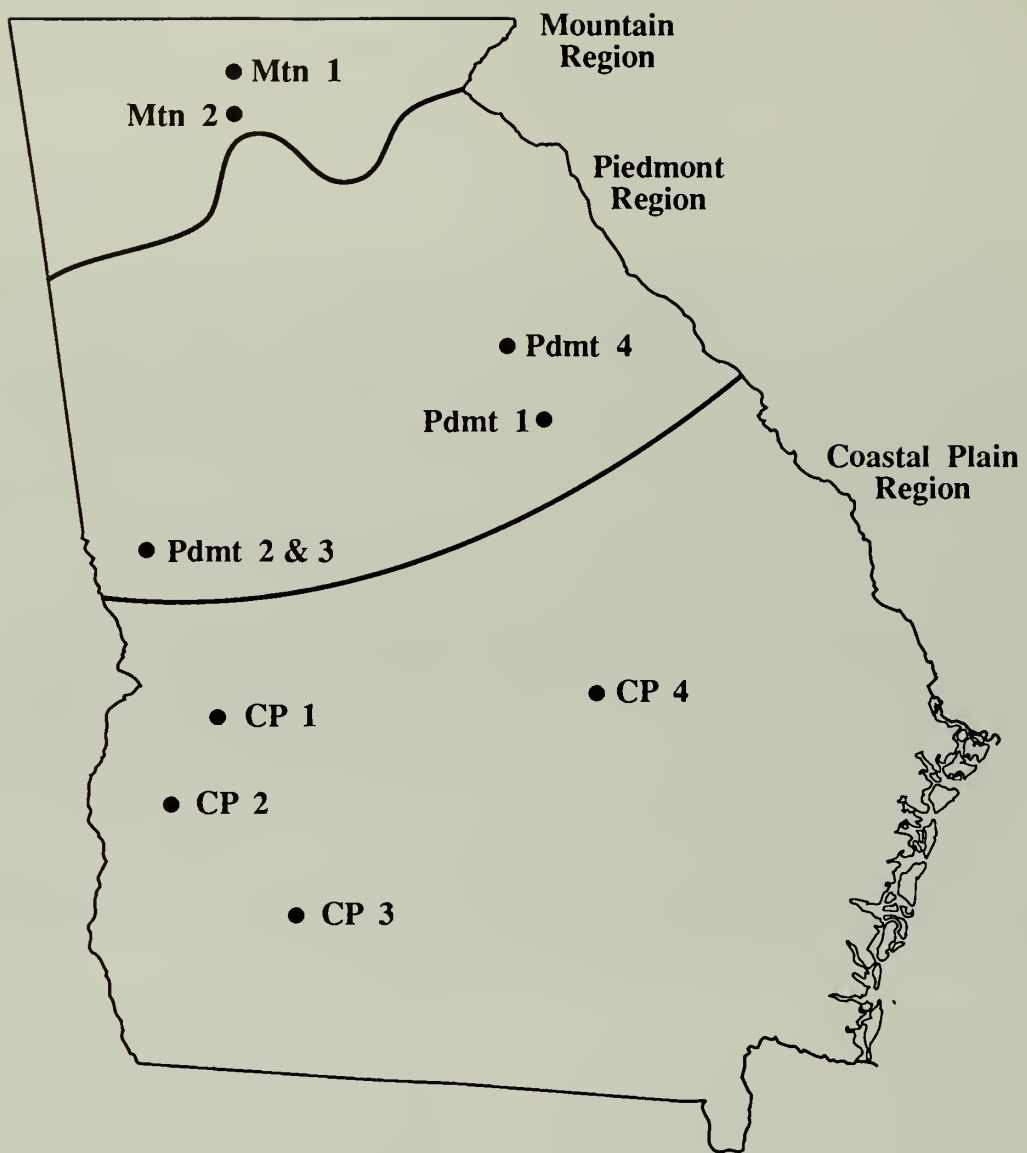 Mountain
Region
Mtn 1
Mtn 2
Piedmont
Region
Pdmt 4
Pdmt 1
Coastal Plain
Region
Pdmt 2 & 3
CP 4
CP 1
CP 2
CP 3